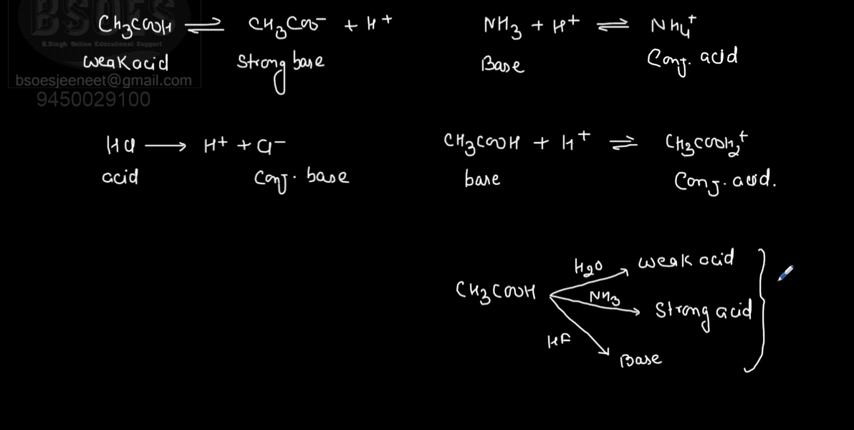 BSOES
B.Singh Online Educational Support
CH3COOH ⇌ CH3COO⁻ + H⁺
weak acid Strong base
NH3 + H⁺ ⇌ NH4⁺
Base Conj. acid
bsoesjeeneet@gmail.com
9450029100
HCl → H⁺ + Cl⁻
acid Conj. base
CH3COOH + H⁺ ⇌ CH3COOH2⁺
base Conj. acid.
H2O weak acid
CH3COOH NH3 Strong acid
HF Base